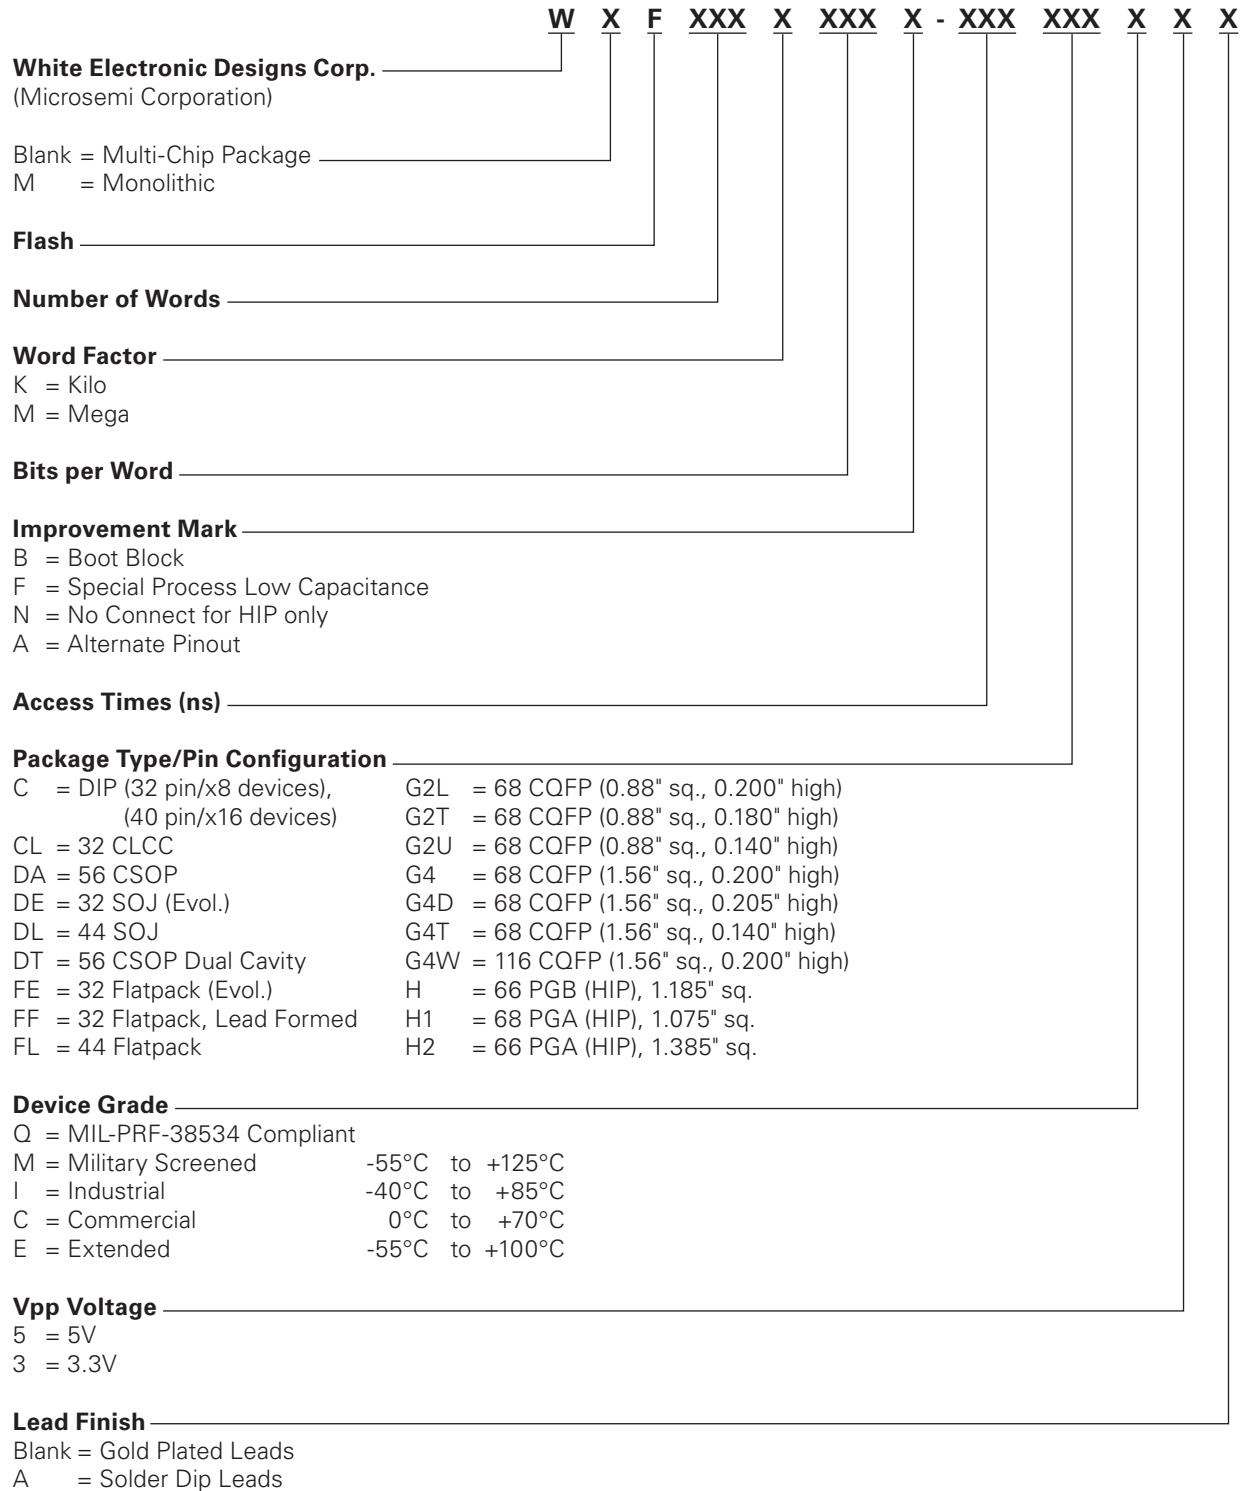 W X F XXX X XXX X - XXX XXX X X X
White Electronic Designs Corp.
(Microsemi Corporation)
Blank = Multi-Chip Package
M = Monolithic
Flash
Number of Words
Word Factor
K = Kilo
M = Mega
Bits per Word
Improvement Mark
B = Boot Block
F = Special Process Low Capacitance
N = No Connect for HIP only
A = Alternate Pinout
Access Times (ns)
Package Type/Pin Configuration
C = DIP (32 pin/x8 devices),
(40 pin/x16 devices)
CL = 32 CLCC
DA = 56 CSOP
DE = 32 SOJ (Evol.)
DL = 44 SOJ
DT = 56 CSOP Dual Cavity
FE = 32 Flatpack (Evol.)
FF = 32 Flatpack, Lead Formed
FL = 44 Flatpack
G2L = 68 CQFP (0.88" sq., 0.200" high)
G2T = 68 CQFP (0.88" sq., 0.180" high)
G2U = 68 CQFP (0.88" sq., 0.140" high)
G4 = 68 CQFP (1.56" sq., 0.200" high)
G4D = 68 CQFP (1.56" sq., 0.205" high)
G4T = 68 CQFP (1.56" sq., 0.140" high)
G4W = 116 CQFP (1.56" sq., 0.200" high)
H = 66 PGB (HIP), 1.185" sq.
H1 = 68 PGA (HIP), 1.075" sq.
H2 = 66 PGA (HIP), 1.385" sq.
Device Grade
Q = MIL-PRF-38534 Compliant
M = Military Screened -55°C to +125°C
I = Industrial -40°C to +85°C
C = Commercial 0°C to +70°C
E = Extended -55°C to +100°C
Vpp Voltage
5 = 5V
3 = 3.3V
Lead Finish
Blank = Gold Plated Leads
A = Solder Dip Leads